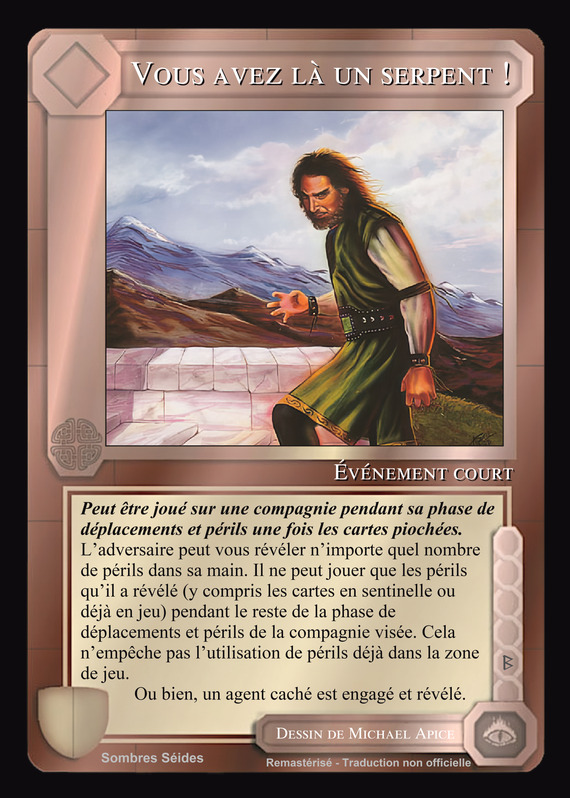 Vous avez là un serpent !
Événement court
Peut être joué sur une compagnie pendant sa phase de
déplacements et périls une fois les cartes piochées.
L’adversaire peut vous révéler n’importe quel nombre
de périls dans sa main. Il ne peut jouer que les périls
qu’il a révélé (y compris les cartes en sentinelle ou
déjà en jeu) pendant le reste de la phase de
déplacements et périls de la compagnie visée. Cela
n’empêche pas l’utilisation de périls déjà dans la zone
de jeu.
Ou bien, un agent caché est engagé et révélé.
ᛒ
Dessin de Michael Apice
Sombres Séides
Remastérisé - Traduction non officielle